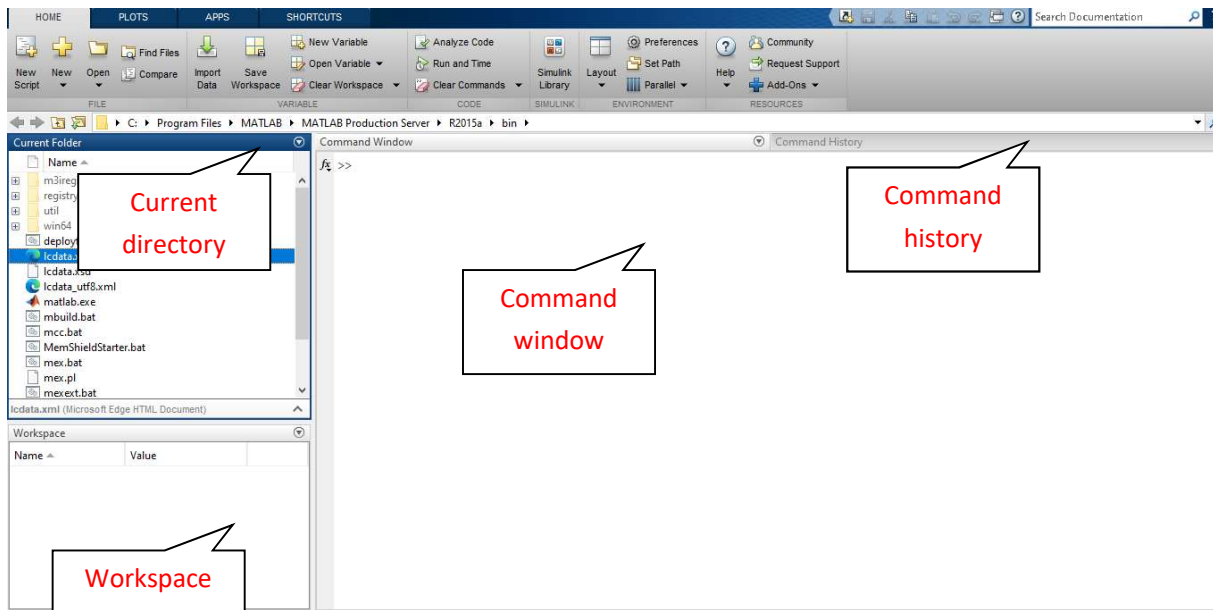 HOME PLOTS APPS SHORTCUTS
Search Documentation
New Script
New
Open
Find Files
Compare
Import Data
Save Workspace
New Variable
Open Variable
Clear Workspace
Analyze Code
Run and Time
Clear Commands
Simulink Library
Layout
Preferences
Set Path
Parallel
Help
Community
Request Support
Add-Ons
FILE VARIABLE CODE SIMULINK ENVIRONMENT RESOURCES
C: Program Files MATLAB MATLAB Production Server R2015a bin
Current Folder
Name
util
win64
lcdata_utf8.xml
matlab.exe
mbuild.bat
mcc.bat
MemShieldStarter.bat
mex.bat
mex.pl
mexext.bat
lcdata.xml (Microsoft Edge HTML Document)
Workspace
Name Value
Command Window
fx >>
Command History
Current
directory
Command
window
Command
history
Workspace